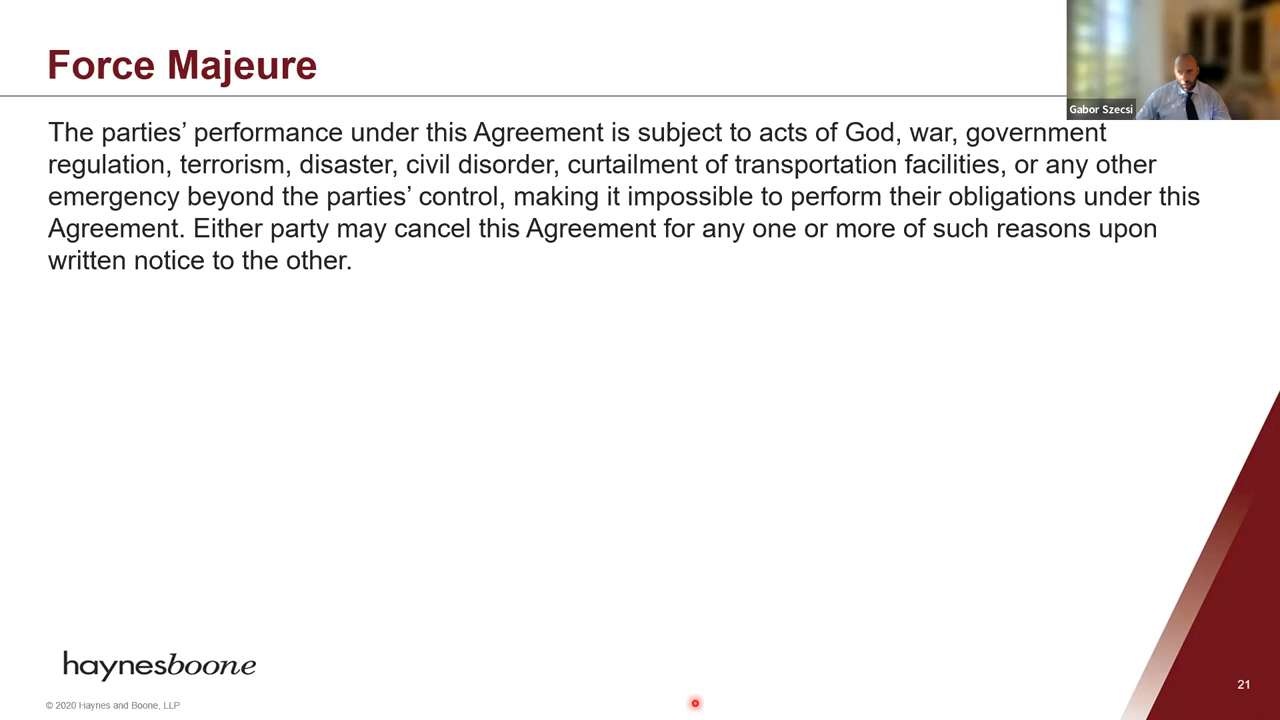 Force Majeure
Gabor Szecsi
The parties’ performance under this Agreement is subject to acts of God, war, government
regulation, terrorism, disaster, civil disorder, curtailment of transportation facilities, or any other
emergency beyond the parties’ control, making it impossible to perform their obligations under this
Agreement. Either party may cancel this Agreement for any one or more of such reasons upon
written notice to the other.
haynesboone
21
© 2020 Haynes and Boone, LLP